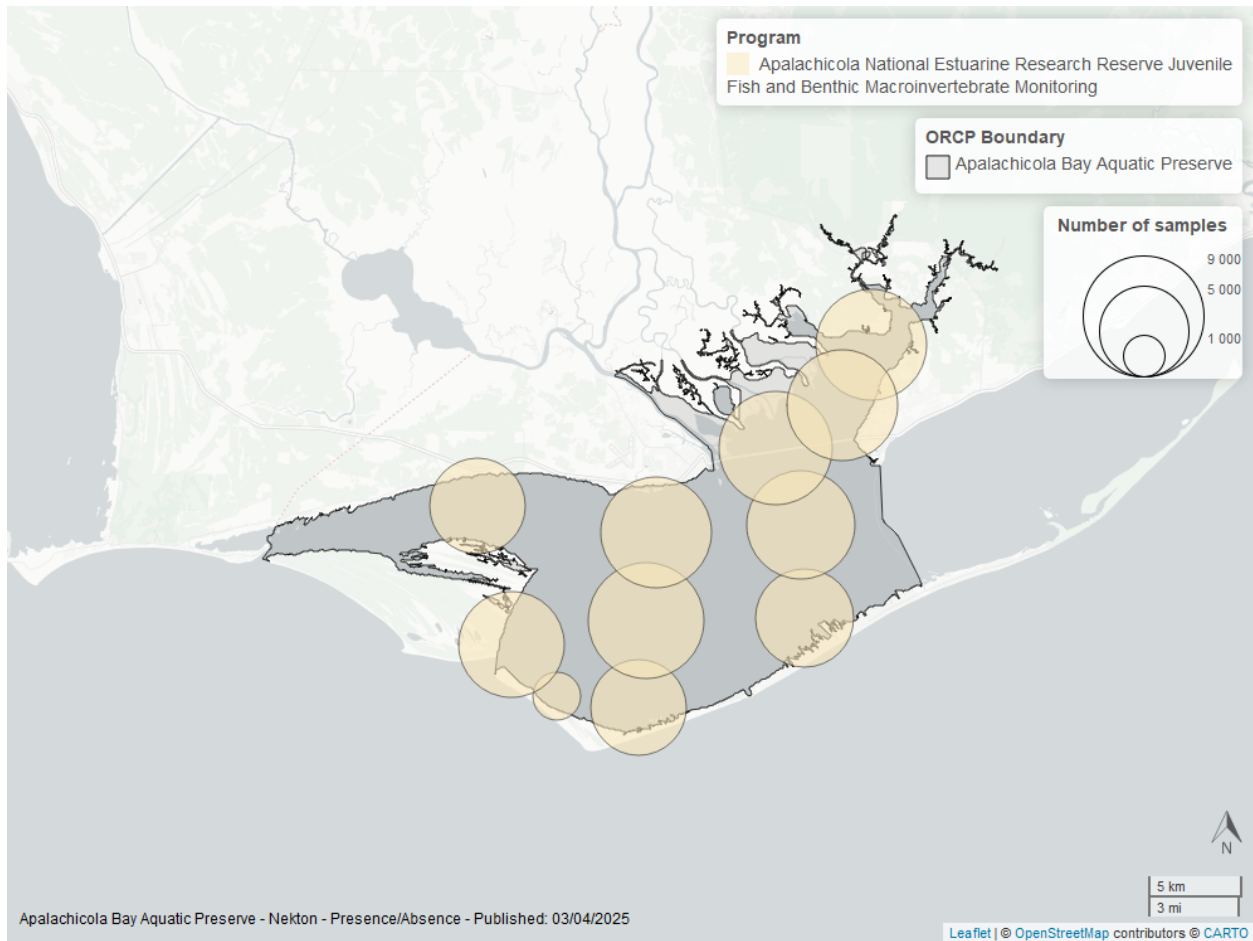 Program
Apalachicola National Estuarine Research Reserve Juvenile
Fish and Benthic Macroinvertebrate Monitoring
ORCP Boundary
Apalachicola Bay Aquatic Preserve
Number of samples
9 000
5 000
1 000
N
5 km
3 mi
Apalachicola Bay Aquatic Preserve - Nekton - Presence/Absence - Published: 03/04/2025
Leaflet | © OpenStreetMap contributors © CARTO